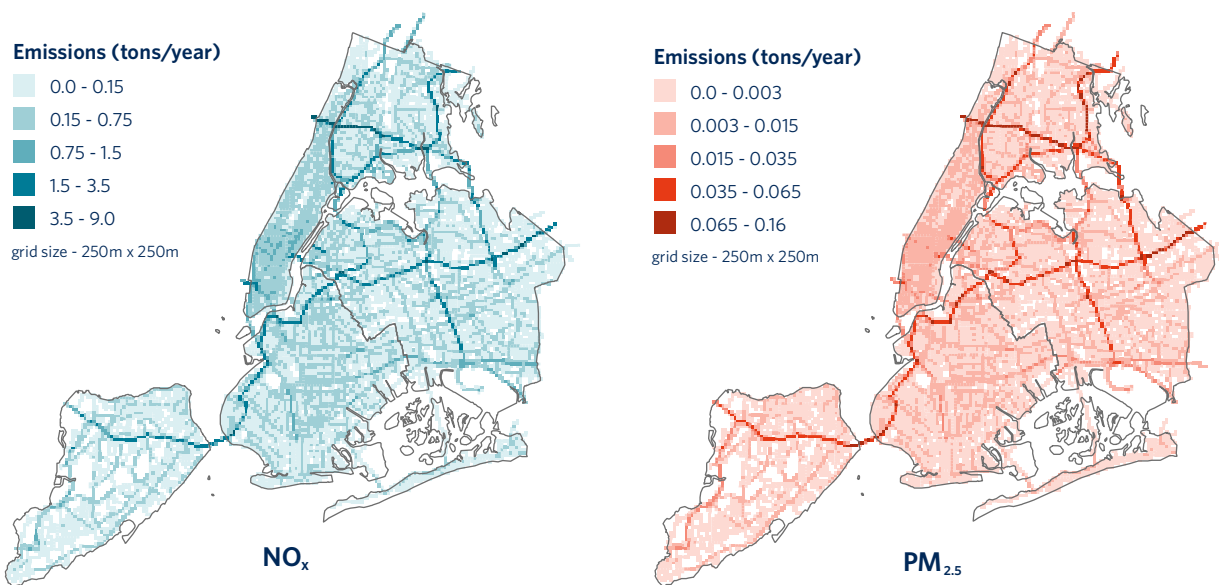 Emissions (tons/year)
0.0 - 0.15
0.15 - 0.75
0.75 - 1.5
1.5 - 3.5
3.5 - 9.0
grid size - 250m x 250m
NOx
Emissions (tons/year)
0.0 - 0.003
0.003 - 0.015
0.015 - 0.035
0.035 - 0.065
0.065 - 0.16
grid size - 250m x 250m
PM2.5